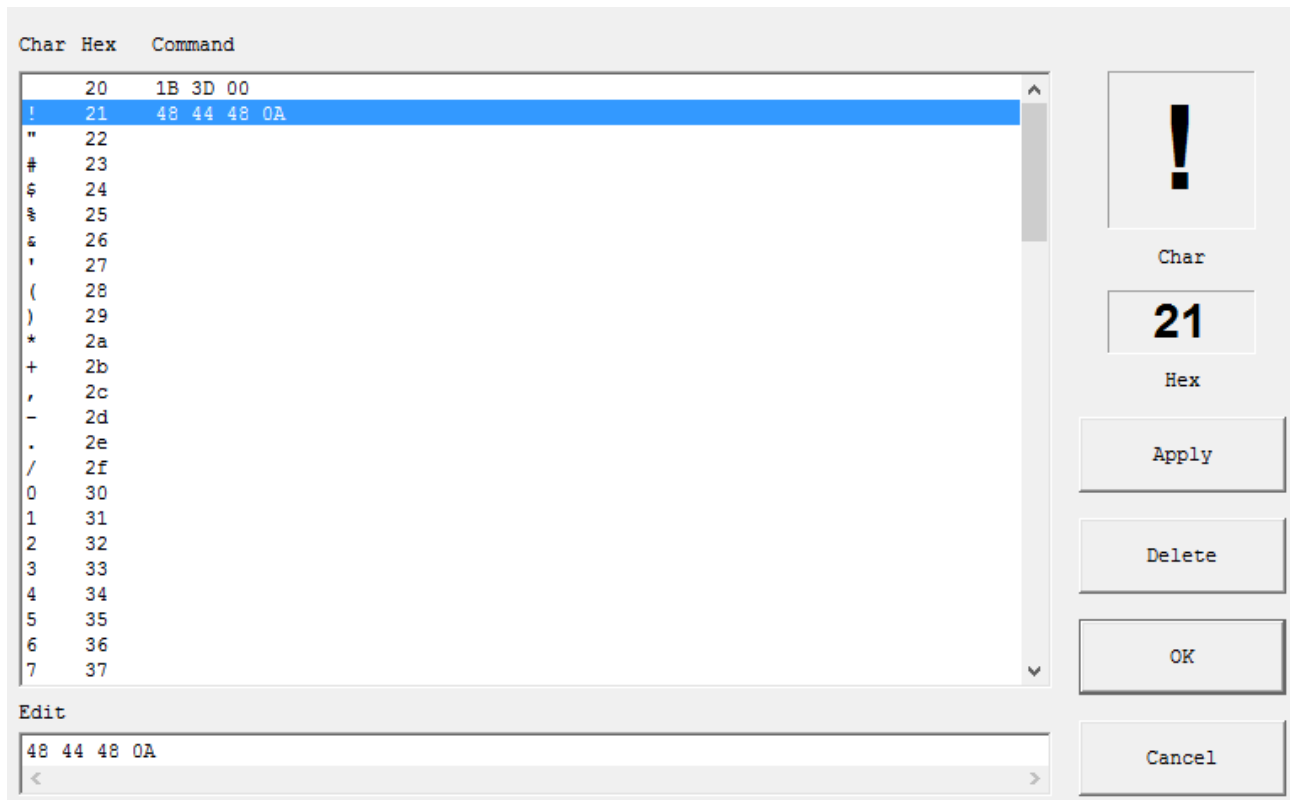 Char Hex Command
20 1B 3D 00
! 21 48 44 48 0A
" 22
# 23
$ 24
% 25
& 26
' 27
( 28
) 29
* 2a
+ 2b
, 2c
- 2d
. 2e
/ 2f
0 30
1 31
2 32
3 33
4 34
5 35
6 36
7 37
Edit
48 44 48 0A
!
Char
21
Hex
Apply
Delete
OK
Cancel